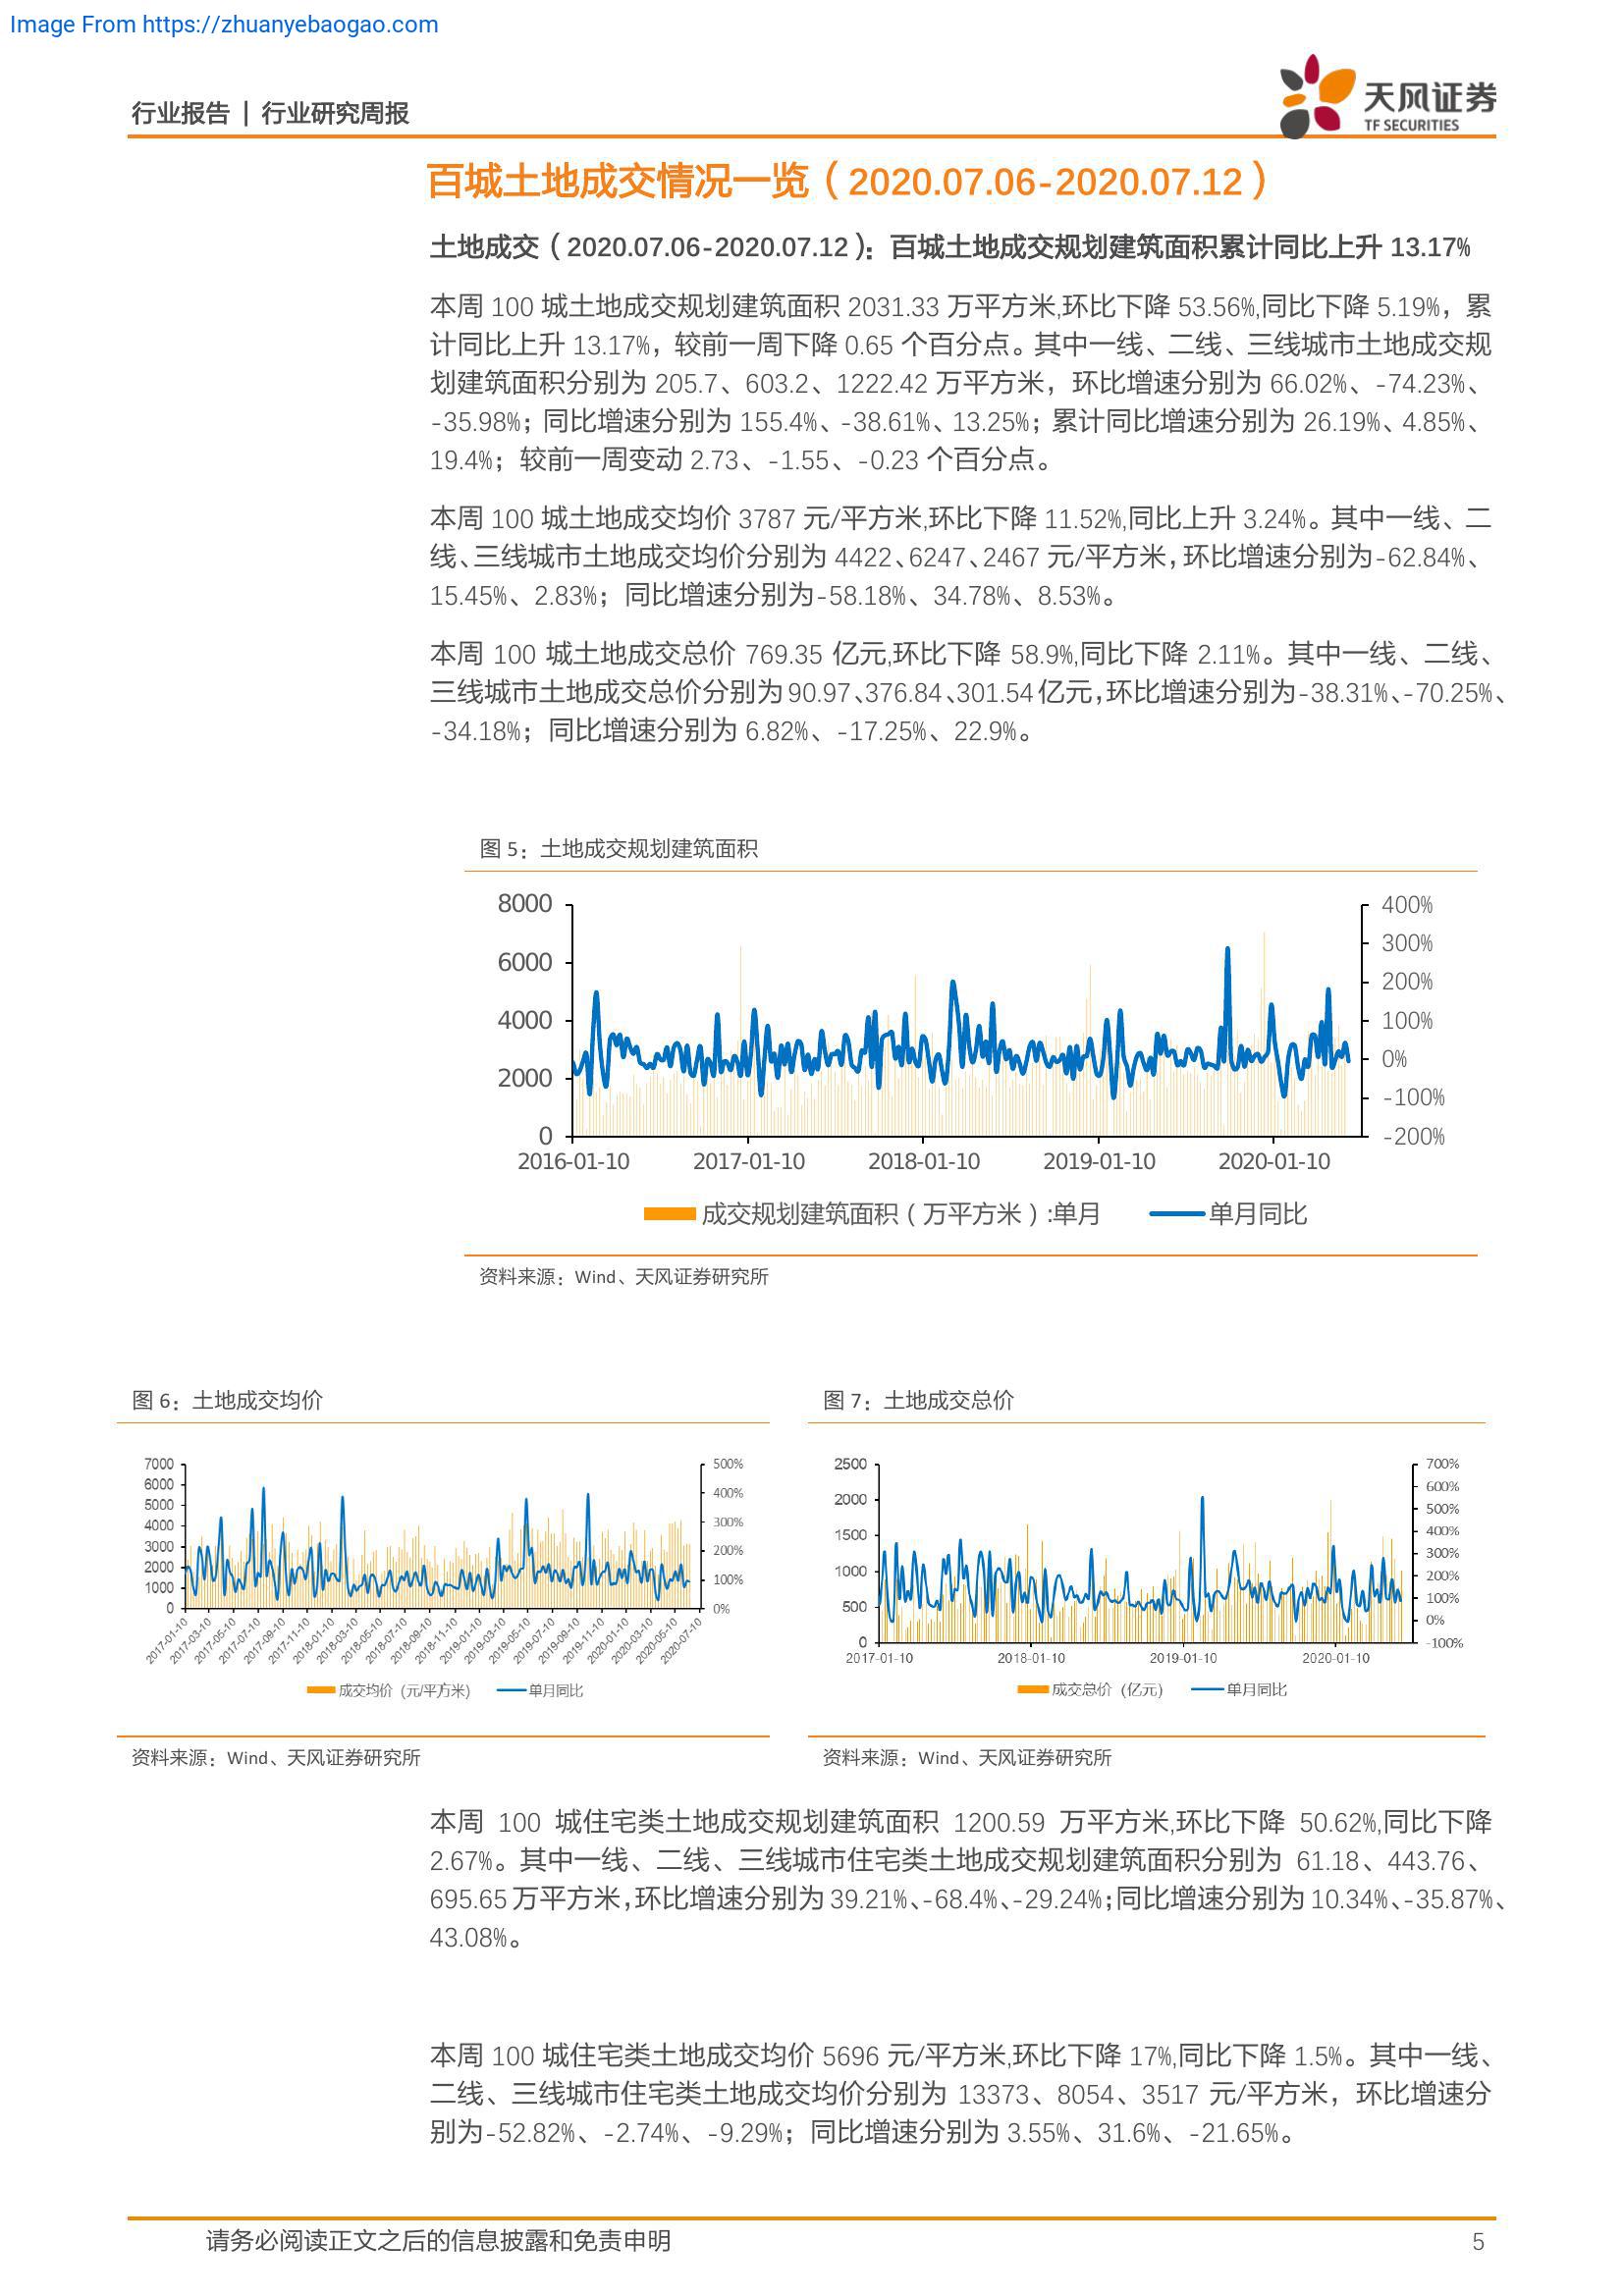 Image From https://zhuanyebaogao.com
行业报告 | 行业研究周报
天风证券
TF SECURITIES
百城土地成交情况一览（2020.07.06-2020.07.12）
土地成交（2020.07.06-2020.07.12）：百城土地成交规划建筑面积累计同比上升 13.17%
本周 100 城土地成交规划建筑面积 2031.33 万平方米,环比下降 53.56%,同比下降 5.19%，累
计同比上升 13.17%，较前一周下降 0.65 个百分点。其中一线、二线、三线城市土地成交规
划建筑面积分别为 205.7、603.2、1222.42 万平方米，环比增速分别为 66.02%、-74.23%、
-35.98%；同比增速分别为 155.4%、-38.61%、13.25%；累计同比增速分别为 26.19%、4.85%、
19.4%；较前一周变动 2.73、-1.55、-0.23 个百分点。
本周 100 城土地成交均价 3787 元/平方米,环比下降 11.52%,同比上升 3.24%。其中一线、二
线、三线城市土地成交均价分别为 4422、6247、2467 元/平方米，环比增速分别为-62.84%、
15.45%、2.83%；同比增速分别为-58.18%、34.78%、8.53%。
本周 100 城土地成交总价 769.35 亿元,环比下降 58.9%,同比下降 2.11%。其中一线、二线、
三线城市土地成交总价分别为 90.97、376.84、301.54 亿元，环比增速分别为-38.31%、-70.25%、
-34.18%；同比增速分别为 6.82%、-17.25%、22.9%。
图 5：土地成交规划建筑面积
8000 400%
300%
6000
200%
4000 100%
0%
2000
-100%
0 -200%
2016-01-10 2017-01-10 2018-01-10 2019-01-10 2020-01-10
成交规划建筑面积（万平方米）:单月 单月同比
资料来源：Wind、天风证券研究所
图 6：土地成交均价
7000 500%
6000
5000 400%
4000 300%
3000
2000 200%
1000 100%
0 0%
2017-01-10 2017-03-10 2017-05-10 2017-07-10 2017-09-10 2017-11-10 2018-01-10 2018-03-10 2018-05-10 2018-07-10 2018-09-10 2018-11-10 2019-01-10 2019-03-10 2019-05-10 2019-07-10 2019-09-10 2019-11-10 2020-01-10 2020-03-10 2020-05-10 2020-07-10
成交均价（元/平方米） 单月同比
资料来源：Wind、天风证券研究所
图 7：土地成交总价
2500 700%
600%
2000 500%
1500 400%
300%
1000 200%
500 100%
0%
0 -100%
2017-01-10 2018-01-10 2019-01-10 2020-01-10
成交总价（亿元） 单月同比
资料来源：Wind、天风证券研究所
本周 100 城住宅类土地成交规划建筑面积 1200.59 万平方米,环比下降 50.62%,同比下降
2.67%。其中一线、二线、三线城市住宅类土地成交规划建筑面积分别为 61.18、443.76、
695.65 万平方米，环比增速分别为 39.21%、-68.4%、-29.24%；同比增速分别为 10.34%、-35.87%、
43.08%。
本周 100 城住宅类土地成交均价 5696 元/平方米,环比下降 17%,同比下降 1.5%。其中一线、
二线、三线城市住宅类土地成交均价分别为 13373、8054、3517 元/平方米，环比增速分
别为-52.82%、-2.74%、-9.29%；同比增速分别为 3.55%、31.6%、-21.65%。
请务必阅读正文之后的信息披露和免责申明 5